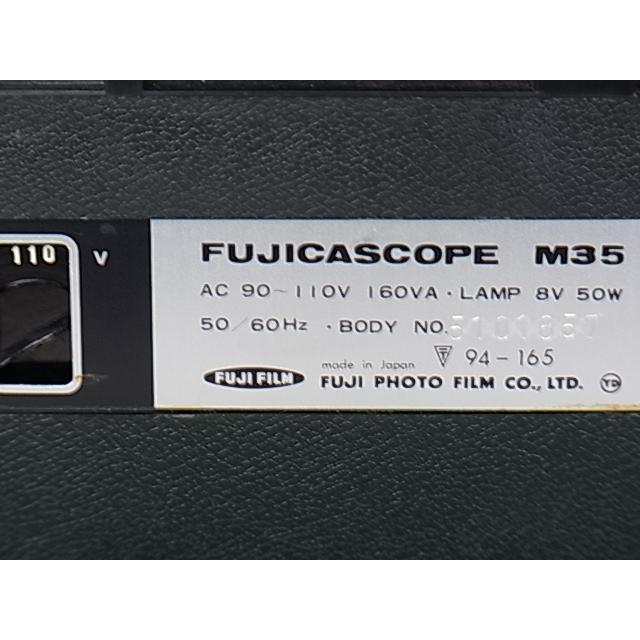 110 V
FUJICASCOPE M35
AC 90~110V 160VA · LAMP 8V 50W
50/60Hz · BODY NO.
made in Japan 〒 94-165
FUJI FILM FUJI PHOTO FILM CO., LTD. YD